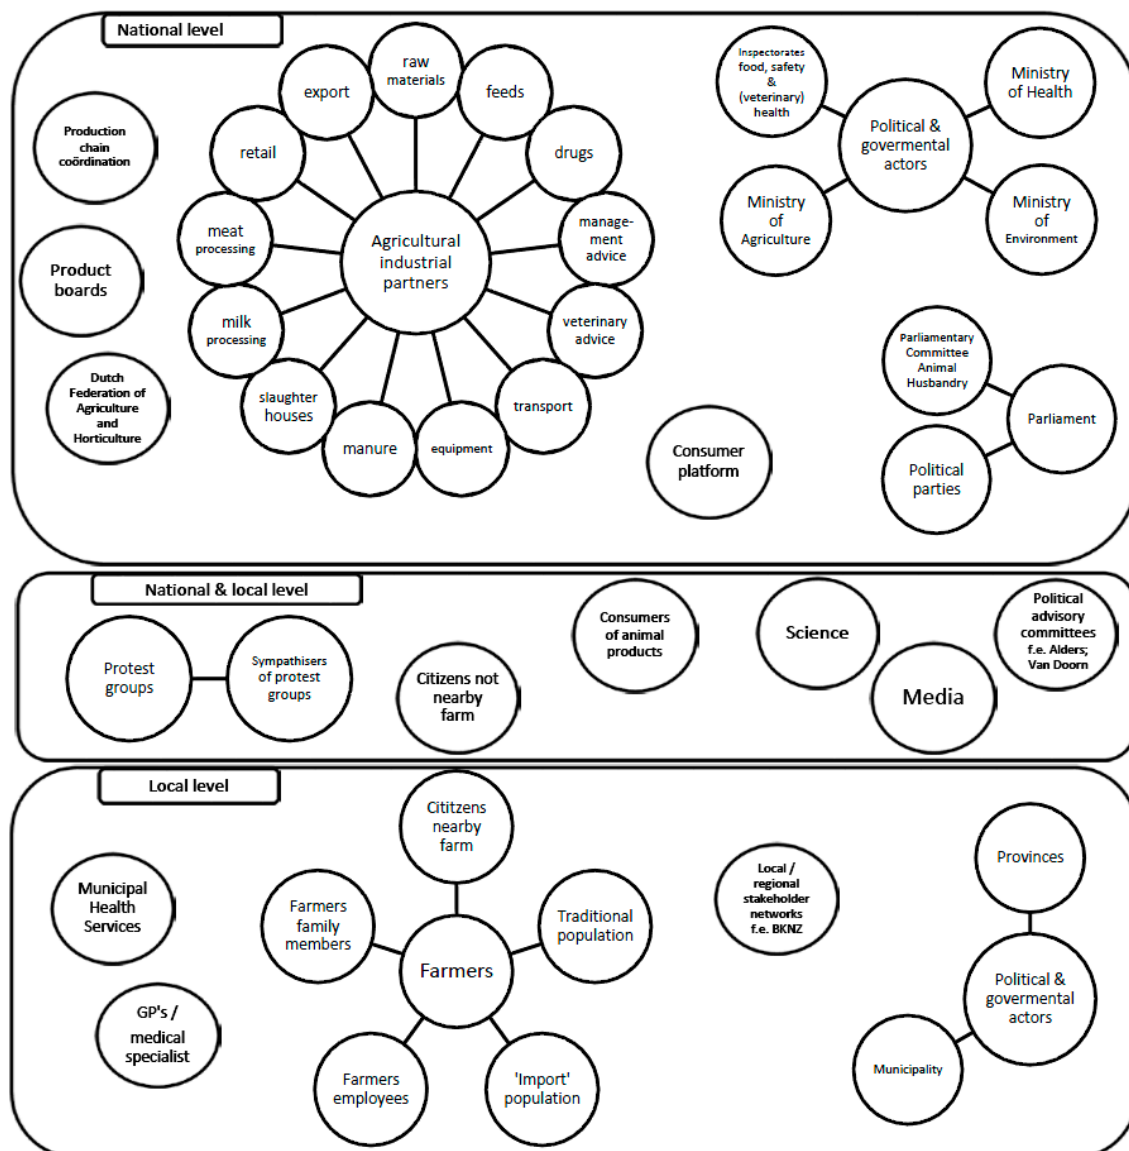 National level
Production
chain
coördination
Product
boards
Dutch
Federation of
Agriculture
and
Horticulture
Agricultural
industrial
partners
raw
materials
feeds
drugs
manage-
ment
advice
veterinary
advice
transport
equipment
manure
slaughter
houses
milk
processing
meat
processing
retail
export
Consumer
platform
Inspectorates
food, safety
&
(veterinary)
health
Ministry
of Health
Political &
govermental
actors
Ministry
of
Agriculture
Ministry
of
Environment
Parliamentary
Committee
Animal
Husbandry
Parliament
Political
parties
National & local level
Protest
groups
Sympathisers
of protest
groups
Citizens not
nearby
farm
Consumers
of animal
products
Science
Media
Political
advisory
committees
f.e. Alders;
Van Doorn
Local level
Municipal
Health
Services
GP's /
medical
specialist
Cititzens
nearby
farm
Farmers
family
members
Traditional
population
Farmers
Farmers
employees
'Import'
population
Local /
regional
stakeholder
networks
f.e. BKNZ
Provinces
Political &
govermental
actors
Municipality